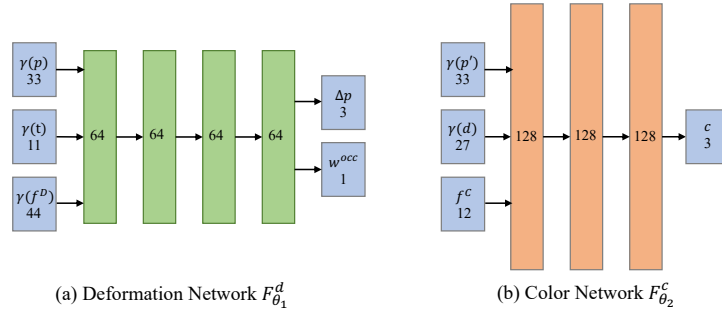 γ(p)
33
γ(t)
11
γ(f^D)
44
64
64
64
64
Δp
3
w^occ
1
(a) Deformation Network F^d_θ₁
γ(p′)
33
γ(d)
27
f^C
12
128
128
128
c
3
(b) Color Network F^c_θ₂